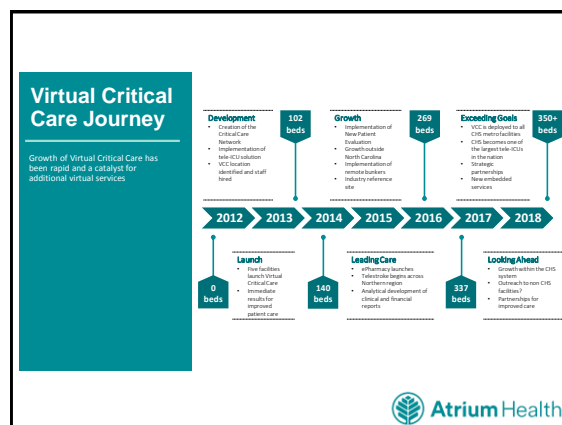 Virtual Critical
Care Journey
Growth of Virtual Critical Care has
been rapid and a catalyst for
additional virtual services
Development
• Creation of the
Critical Care
Network
• Implementation of
tele-ICU solution
• VCC location
identified and staff
hired
102
beds
Growth
• Implementation of
New Patient
Evaluation
• Growth outside
North Carolina
• Implementation of
remote bunkers
• Industry reference
site
269
beds
Exceeding Goals
• VCC is deployed to all
CHS metro facilities
• CHS becomes one of
the largest tele-ICUs
in the nation
• Strategic
partnerships
• New embedded
services
350+
beds
2012 2013 2014 2015 2016 2017 2018
0
beds
Launch
• Five facilities
launch Virtual
Critical Care
• Immediate
results for
improved
patient care
140
beds
Leading Care
• ePharmacy launches
• Telestroke begins across
Northern region
• Analytical development of
clinical and financial
reports
337
beds
Looking Ahead
• Growth within the CHS
system
• Outreach to non CHS
facilities?
• Partnerships for
improved care
Atrium Health